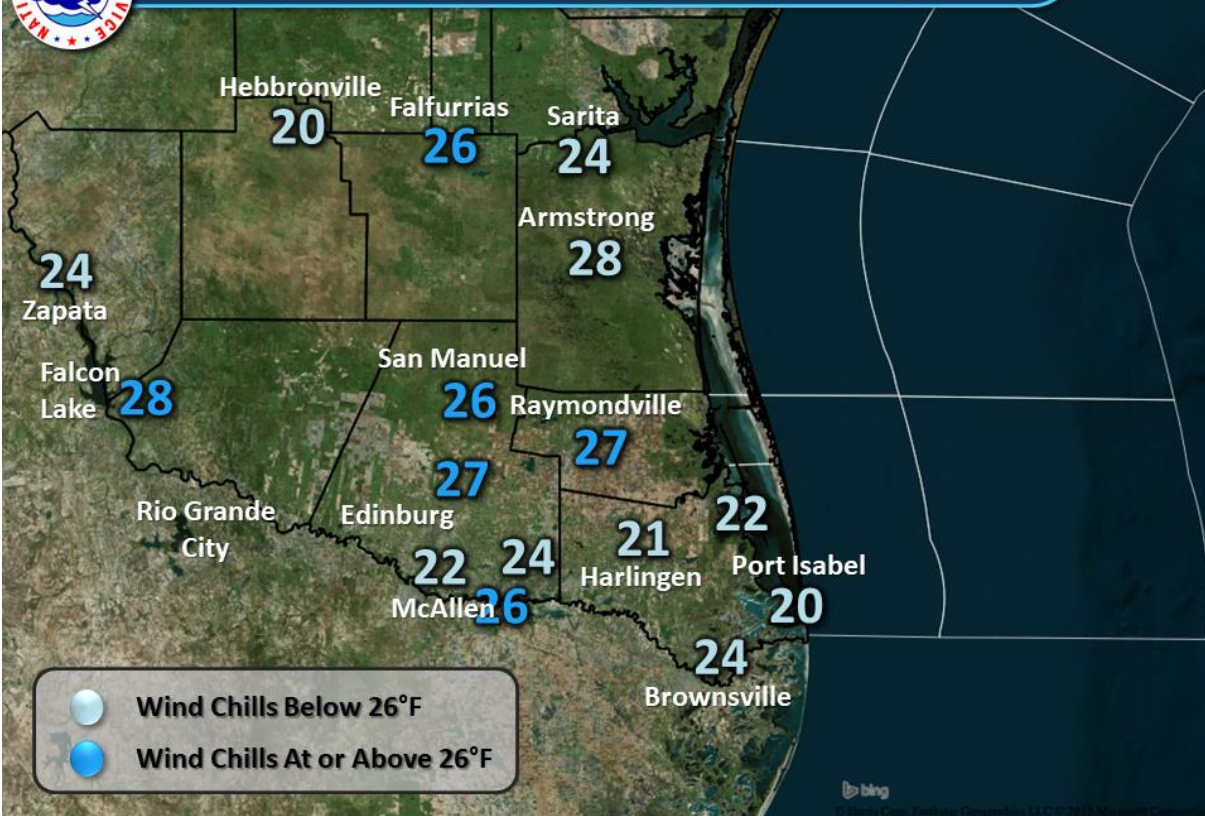 Hebbronville
20
Falfurrias
26
Sarita
24
Armstrong
28
24
Zapata
Falcon
Lake
28
San Manuel
26
Raymondville
27
27
Edinburg
Rio Grande
City
22
24
McAllen
26
21
Harlingen
22
Port Isabel
20
24
Brownsville
Wind Chills Below 26°F
Wind Chills At or Above 26°F
bing